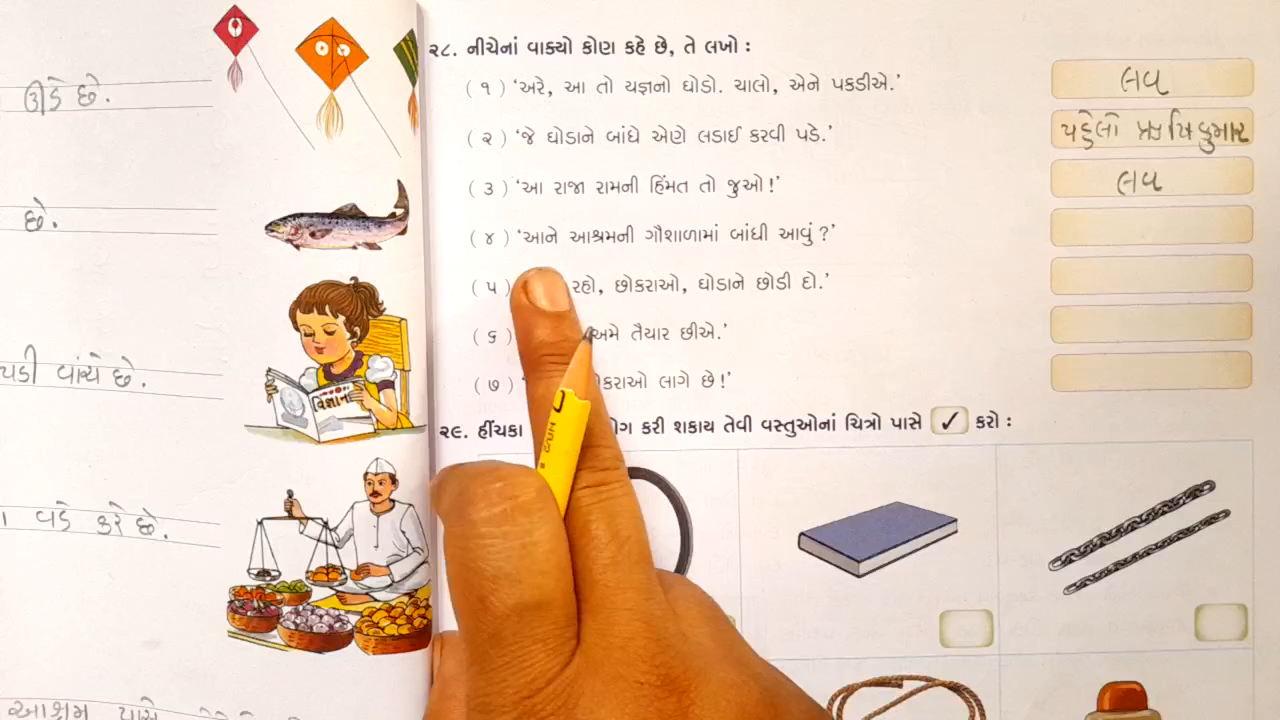 ઊડે છે.
છે.
પડી વાંચે છે.
વિજ્ઞાન
વડે કરે છે.
આશ્રમ પાસે
૨૮. નીચેનાં વાક્યો કોણ કહે છે, તે લખો :
(૧) ‘અરે, આ તો યજ્ઞનો ઘોડો. ચાલો, એને પકડીએ.’ લવ
(૨) ‘જે ઘોડાને બાંધે એણે લડાઈ કરવી પડે.’ પહેલો ઋષિકુમાર
(૩) ‘આ રાજા રામની હિંમત તો જુઓ!’ લવ
(૪) ‘આને આશ્રમની ગૌશાળામાં બાંધી આવું ?’
(૫) રહો, છોકરાઓ, ઘોડાને છોડી દો.’
(૬) અમે તૈયાર છીએ.’
(૭) ‘ કરાઓ લાગે છે!’
૨૯. હીંચકા ગ કરી શકાય તેવી વસ્તુઓનાં ચિત્રો પાસે ✓ કરો :